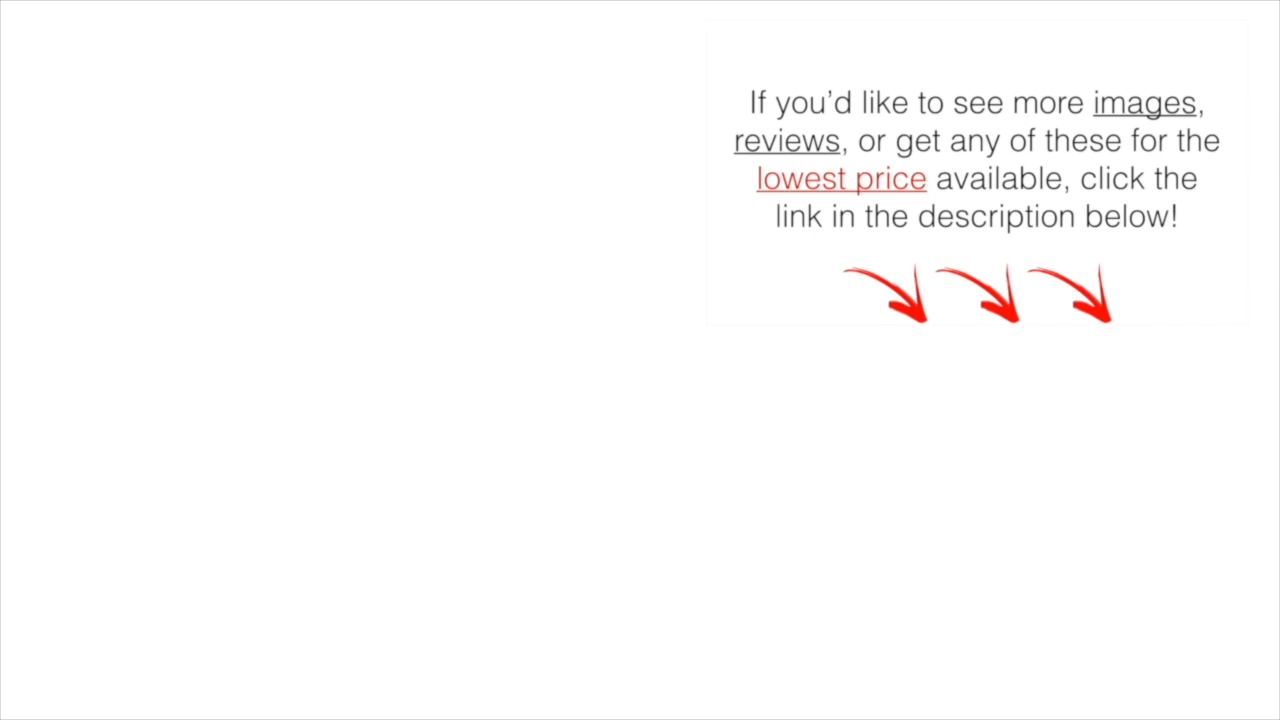 If you’d like to see more images,
reviews, or get any of these for the
lowest price available, click the
link in the description below!